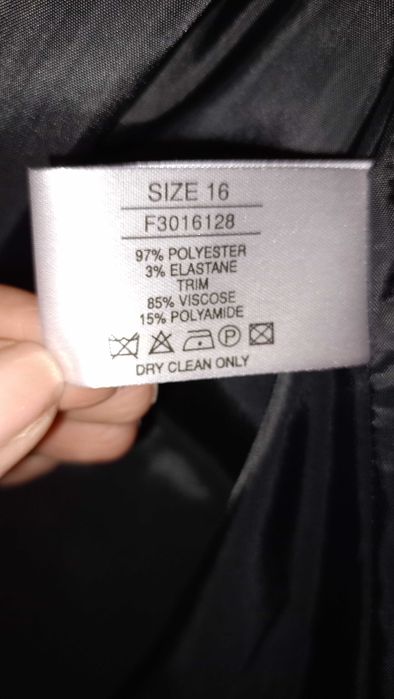 SIZE 16
F3016128
97% POLYESTER
3% ELASTANE
TRIM
85% VISCOSE
15% POLYAMIDE
P
DRY CLEAN ONLY